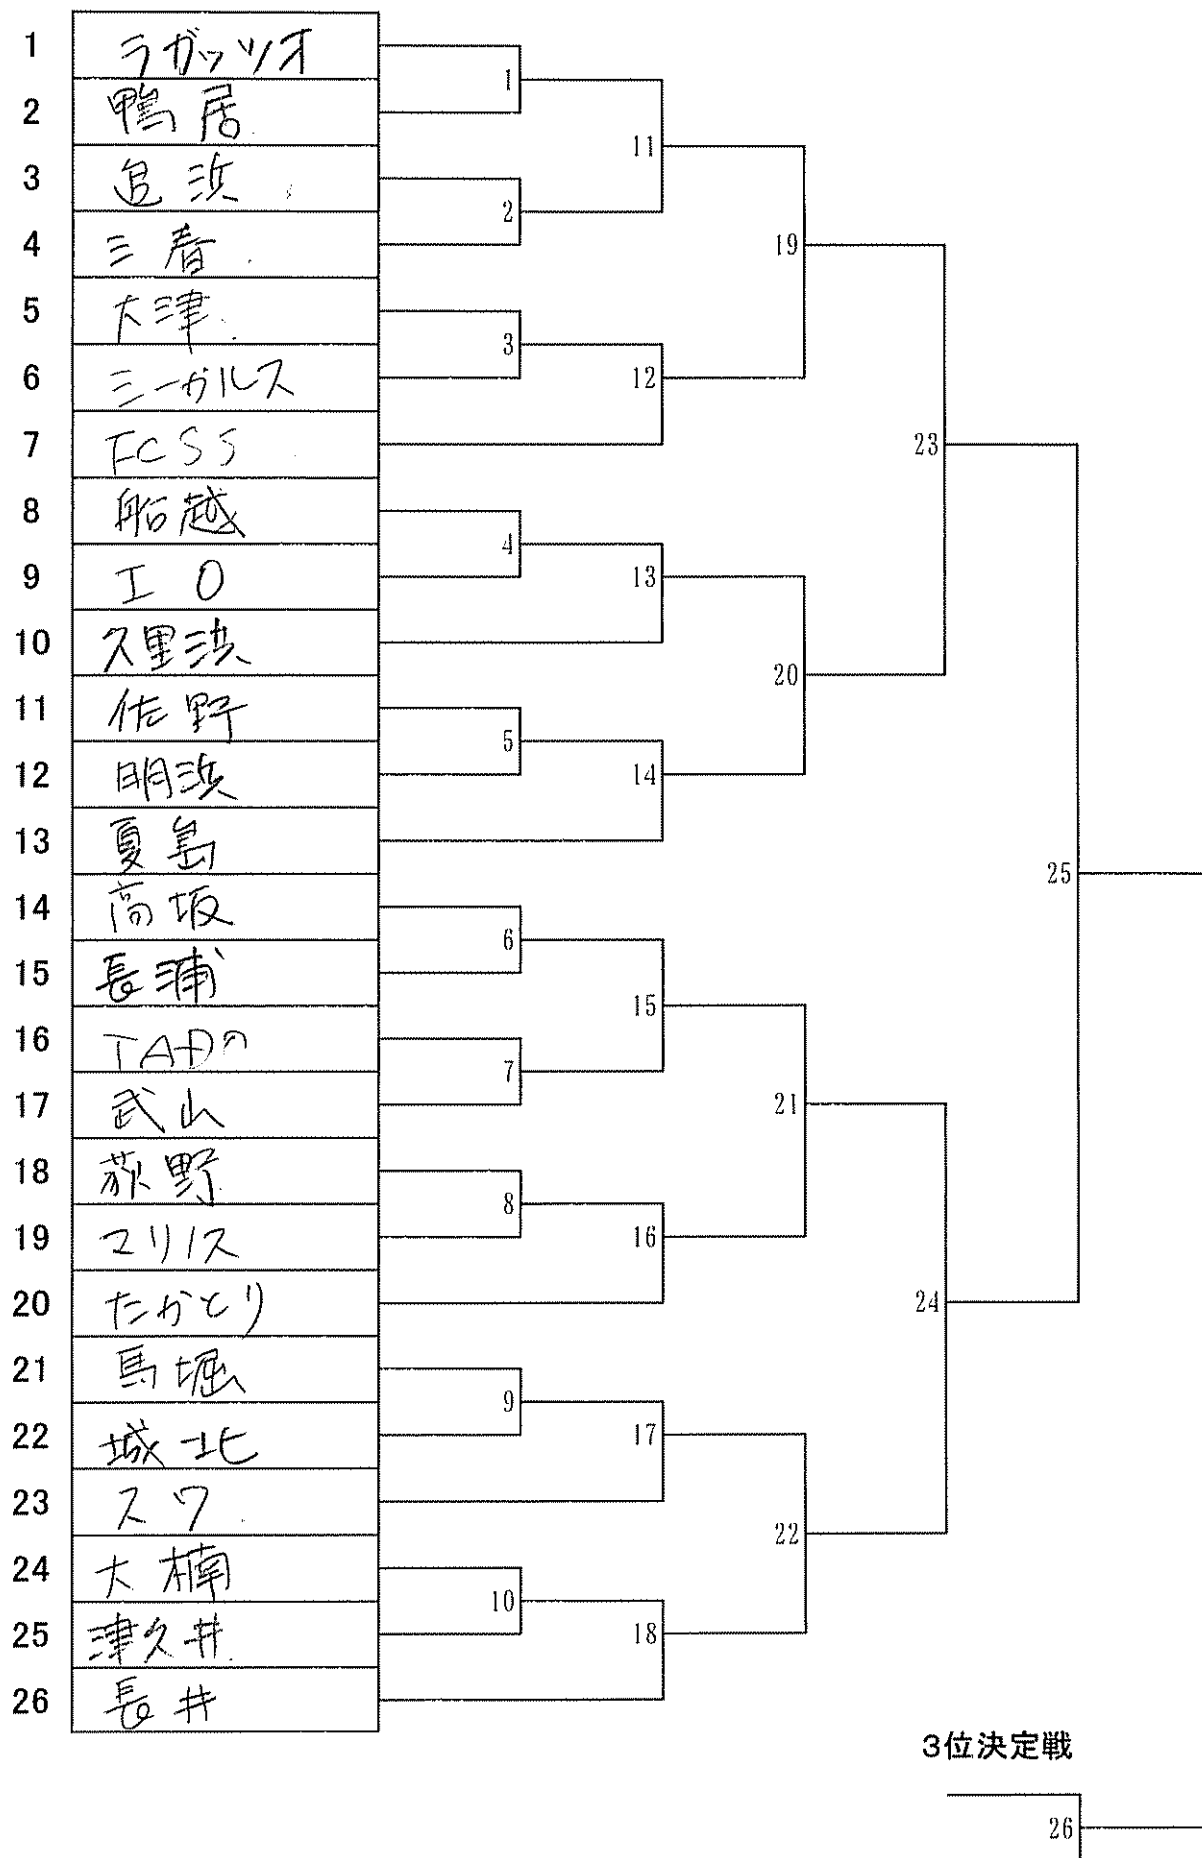 1 ラガッツオ
2 鴨居
3 追浜
4 三春
5 大津
6 シーガルス
7 FCSS
8 船越
9 IO
10 久里浜
11 佐野
12 明浜
13 夏島
14 高坂
15 長浦
16
17 武山
18 荻野
19 マリノス
20 たかとり
21 馬堀
22 城北
23 スワ
24 大楠
25 津久井
26 長井
1
2
3
4
5
6
7
8
9
10
11
12
13
14
15
16
17
18
19
20
21
22
23
24
25
3位決定戦
26